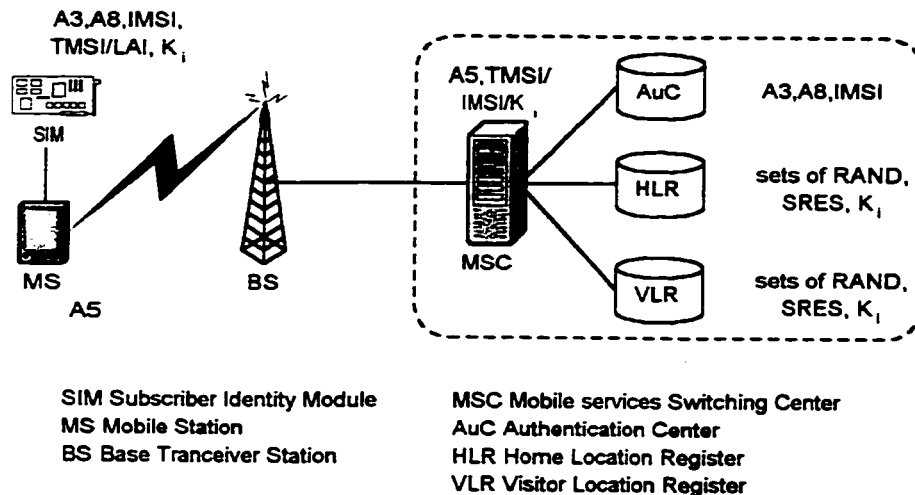 A3,A8,IMSI,
TMSI/LAI, K i
SIM
MS
A5
BS
A5,TMSI/
IMSI/K i
MSC
AuC
A3,A8,IMSI
HLR
sets of RAND,
SRES, K i
VLR
sets of RAND,
SRES, K i
SIM Subscriber Identity Module
MS Mobile Station
BS Base Tranceiver Station
MSC Mobile services Switching Center
AuC Authentication Center
HLR Home Location Register
VLR Visitor Location Register